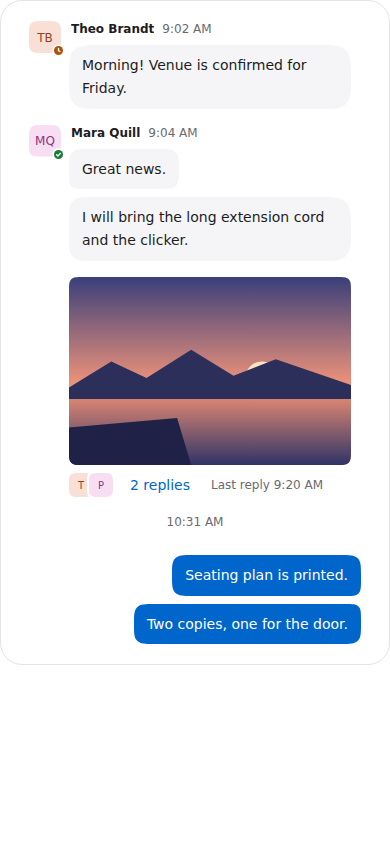 TB
Theo Brandt 9:02 AM
Morning! Venue is confirmed for
Friday.
MQ
Mara Quill 9:04 AM
Great news.
I will bring the long extension cord
and the clicker.
T P 2 replies Last reply 9:20 AM
10:31 AM
Seating plan is printed.
Two copies, one for the door.